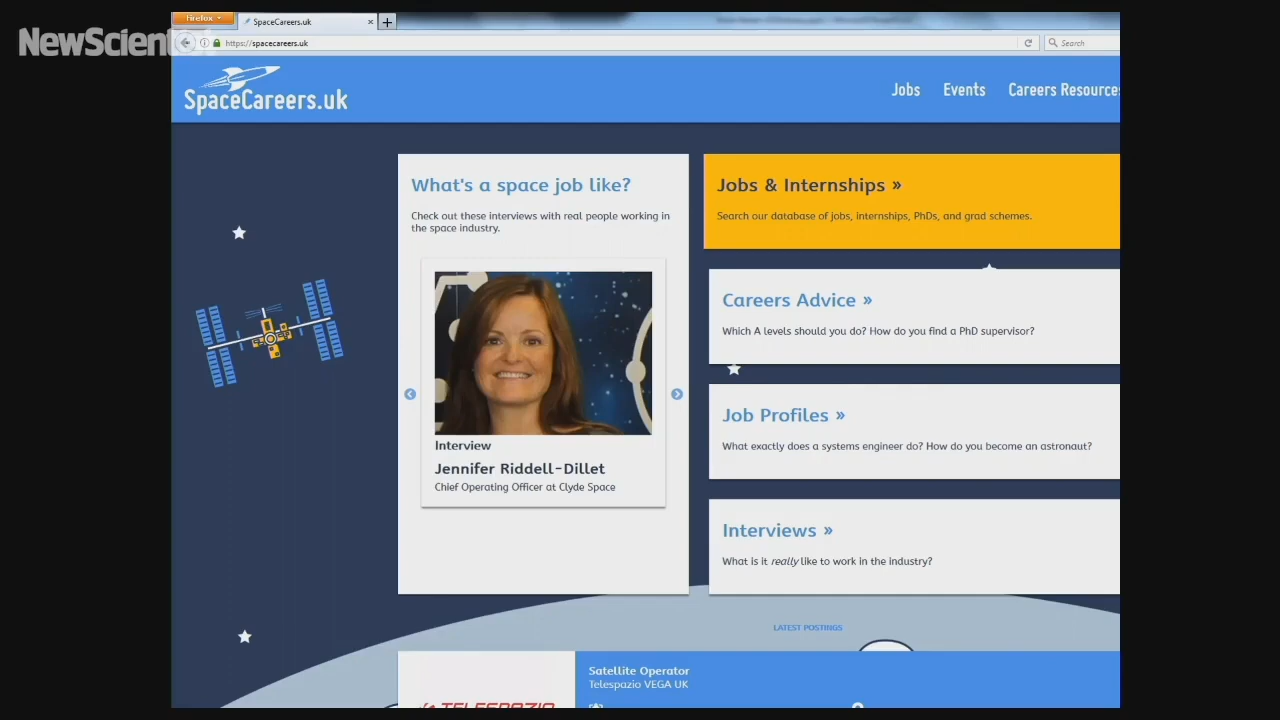 Firefox
SpaceCareers.uk
NewScientist
https://spacecareers.uk
Search
SpaceCareers.uk
Jobs
Events
Careers Resources
What's a space job like?
Check out these interviews with real people working in
the space industry.
Interview
Jennifer Riddell-Dillet
Chief Operating Officer at Clyde Space
Jobs & Internships »
Search our database of jobs, internships, PhDs, and grad schemes.
Careers Advice »
Which A levels should you do? How do you find a PhD supervisor?
Job Profiles »
What exactly does a systems engineer do? How do you become an astronaut?
Interviews »
What is it really like to work in the industry?
LATEST POSTINGS
TELESPAZIO
Satellite Operator
Telespazio VEGA UK